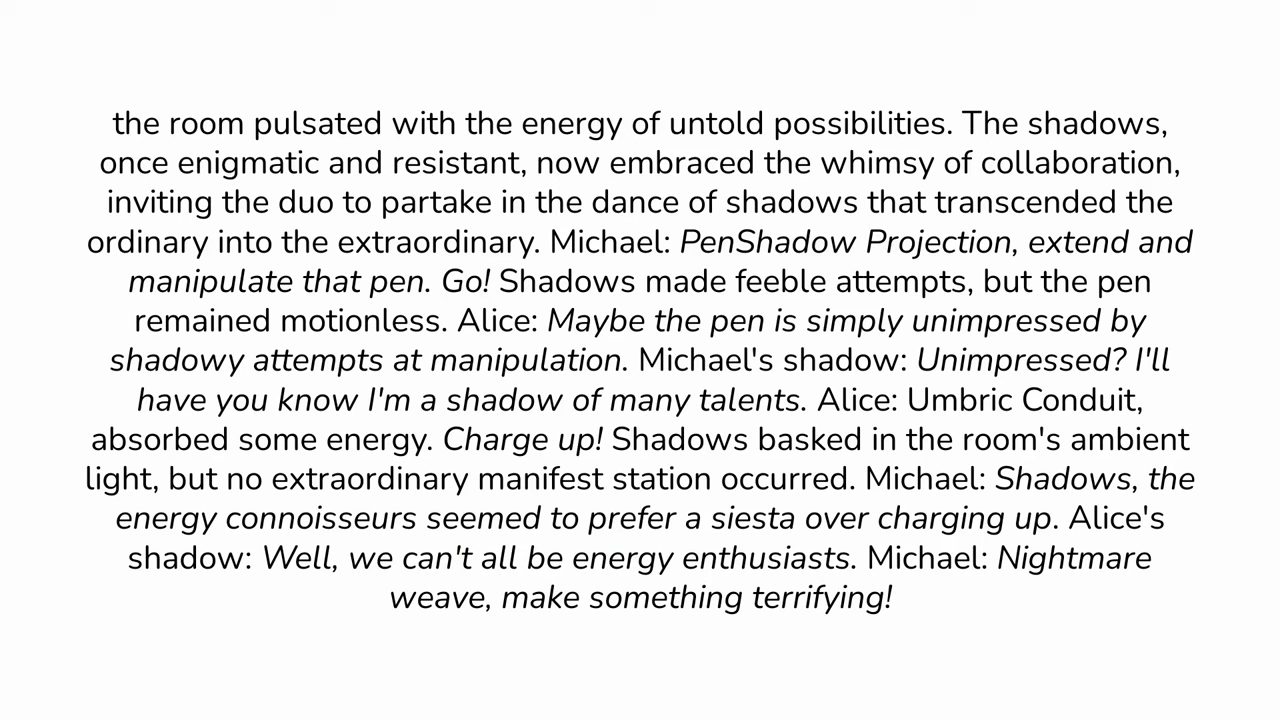 the room pulsated with the energy of untold possibilities. The shadows,
once enigmatic and resistant, now embraced the whimsy of collaboration,
inviting the duo to partake in the dance of shadows that transcended the
ordinary into the extraordinary. Michael: PenShadow Projection, extend and
manipulate that pen. Go! Shadows made feeble attempts, but the pen
remained motionless. Alice: Maybe the pen is simply unimpressed by
shadowy attempts at manipulation. Michael's shadow: Unimpressed? I'll
have you know I'm a shadow of many talents. Alice: Umbric Conduit,
absorbed some energy. Charge up! Shadows basked in the room's ambient
light, but no extraordinary manifest station occurred. Michael: Shadows, the
energy connoisseurs seemed to prefer a siesta over charging up. Alice's
shadow: Well, we can't all be energy enthusiasts. Michael: Nightmare
weave, make something terrifying!